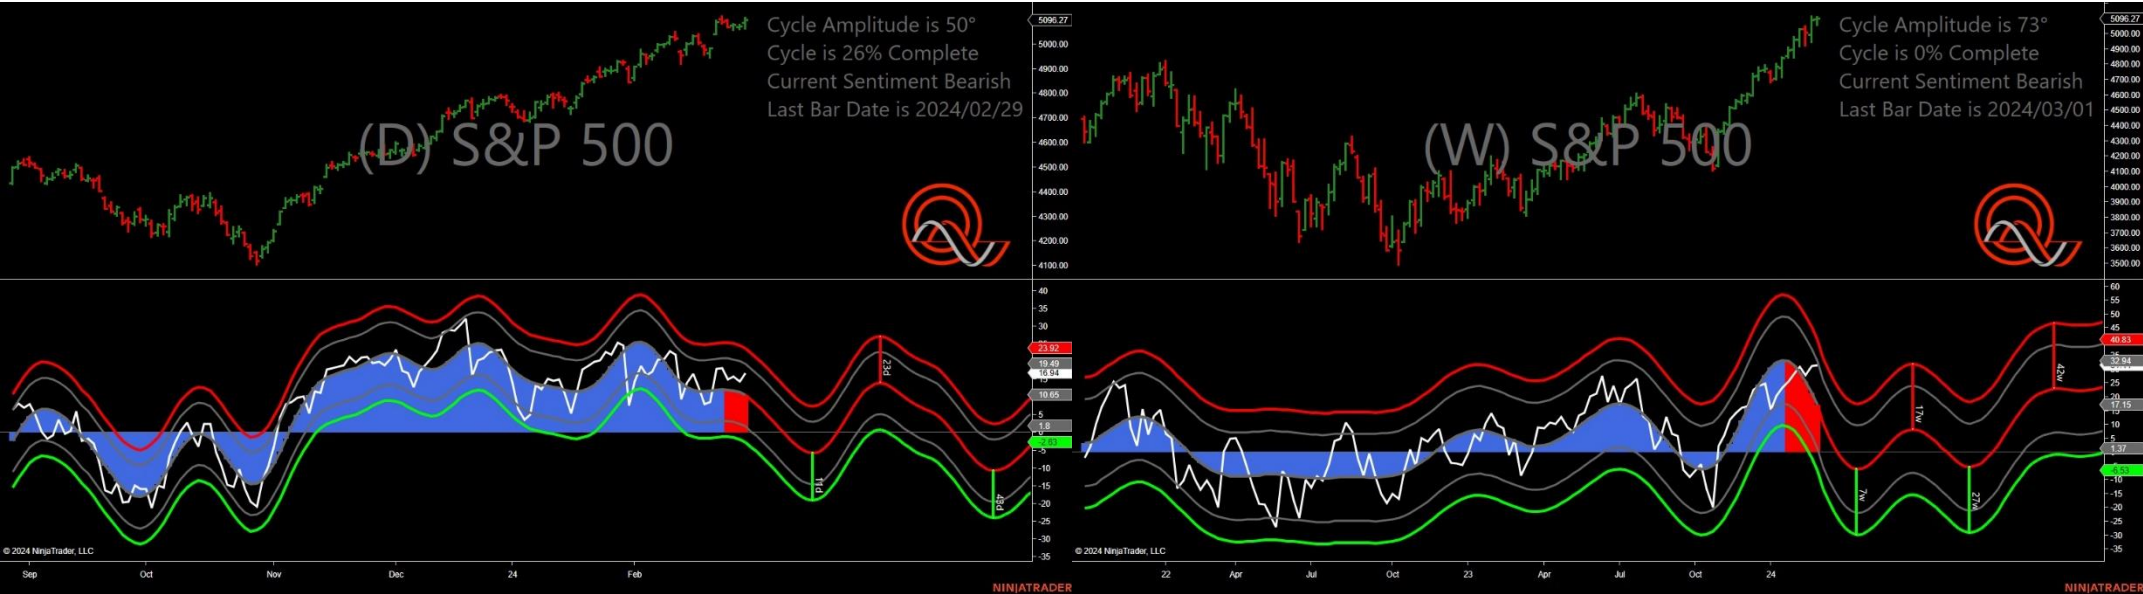 Cycle Amplitude is 50°
Cycle is 26% Complete
Current Sentiment Bearish
Last Bar Date is 2024/02/29
(D) S&P 500
5096.27
5000.00
4900.00
4800.00
4700.00
4600.00
4500.00
4400.00
4300.00
4200.00
4100.00
40
35
30
25
23.92
19.49
16.94
10.65
5
1.8
-2.83
-5
-10
-15
-20
-25
-30
-35
11d
23d
43d
© 2024 NinjaTrader, LLC
Sep
Oct
Nov
Dec
24
Feb
NINJATRADER
Cycle Amplitude is 73°
Cycle is 0% Complete
Current Sentiment Bearish
Last Bar Date is 2024/03/01
(W) S&P 500
5096.27
5000.00
4900.00
4800.00
4700.00
4600.00
4500.00
4400.00
4300.00
4200.00
4100.00
4000.00
3900.00
3800.00
3700.00
3600.00
3500.00
60
55
50
45
40.83
32.94
25
20
17.15
10
5
1.37
-6.53
-10
-15
-20
-25
-30
-35
7w
17w
27w
42w
© 2024 NinjaTrader, LLC
22
Apr
Jul
Oct
23
Apr
Jul
Oct
24
NINJATRADER